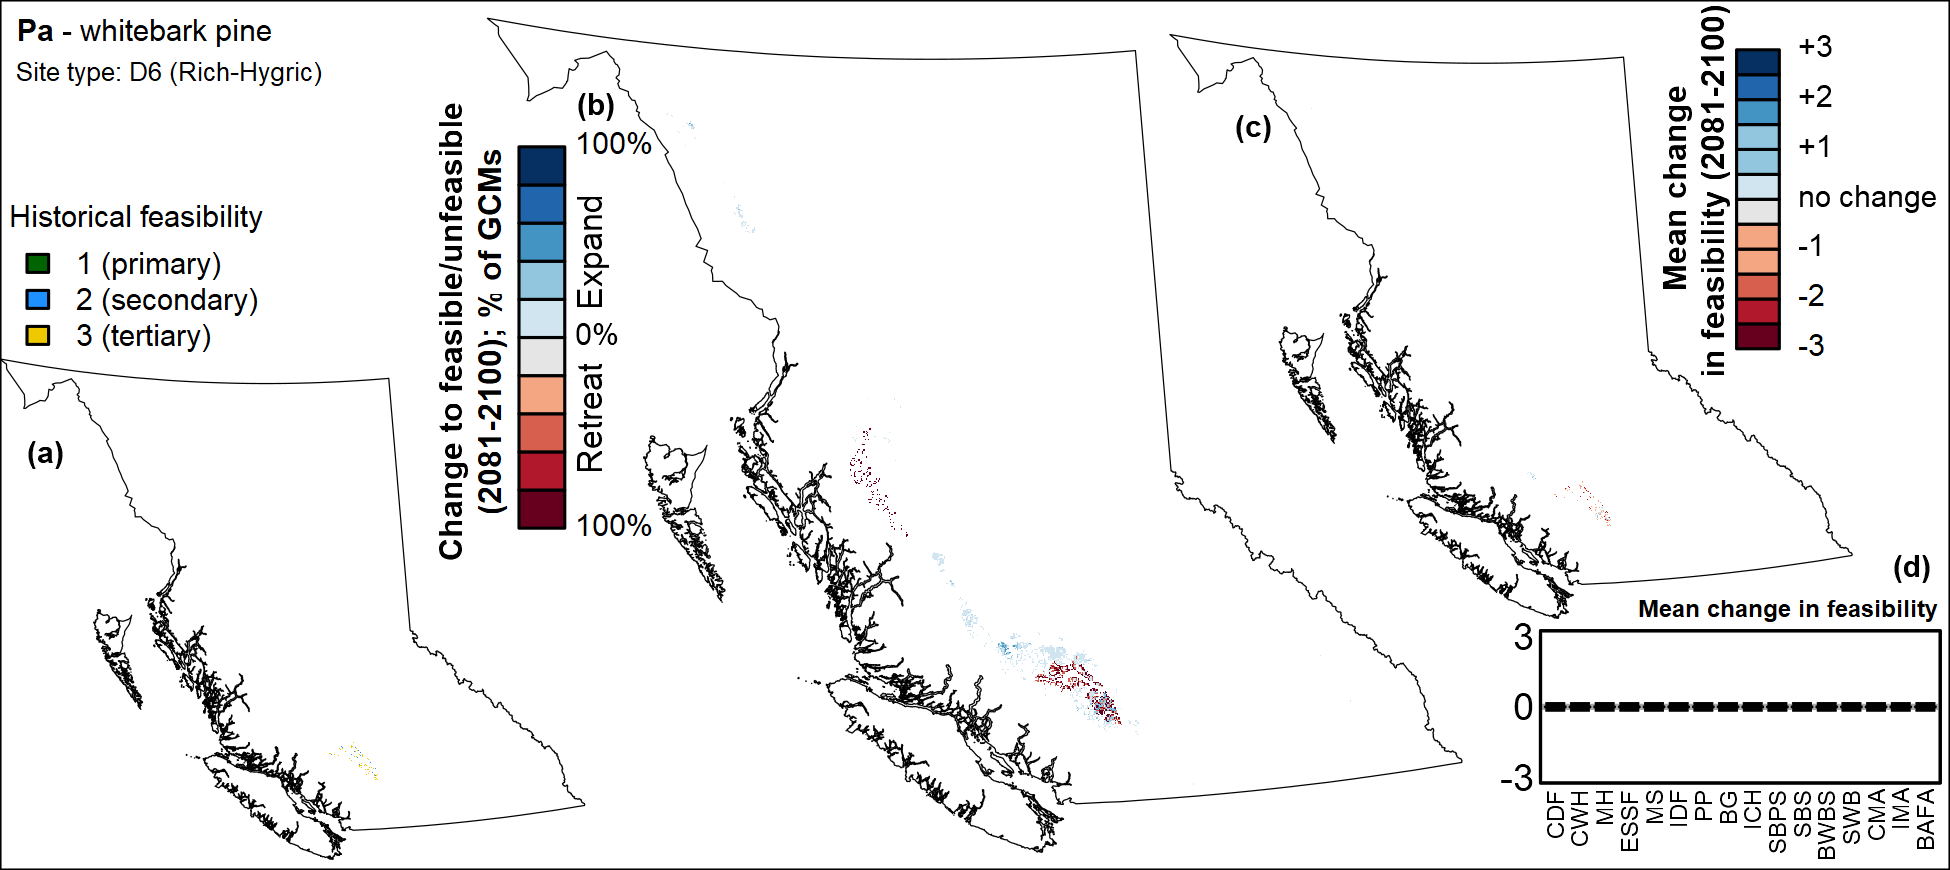 Pa - whitebark pine
Site type: D6 (Rich-Hygric)
Historical feasibility
1 (primary)
2 (secondary)
3 (tertiary)
(a)
Change to feasible/unfeasible
(2081-2100); % of GCMs
(b)
100%
Expand
0%
Retreat
100%
(c)
Mean change
in feasibility (2081-2100)
+3
+2
+1
no change
-1
-2
-3
(d)
Mean change in feasibility
3
0
-3
CDF
CWH
MH
ESSF
MS
IDF
PP
BG
ICH
SBPS
SBS
BWBS
SWB
CMA
IMA
BAFA